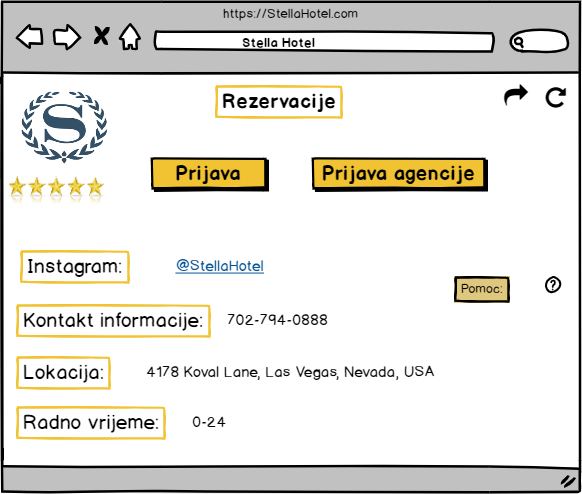 https://StellaHotel.com
Stella Hotel
Rezervacije
S
Prijava
Prijava agencije
Instagram:
@StellaHotel
Pomoc:
?
Kontakt informacije:
702-794-0888
Lokacija:
4178 Koval Lane, Las Vegas, Nevada, USA
Radno vrijeme:
0-24